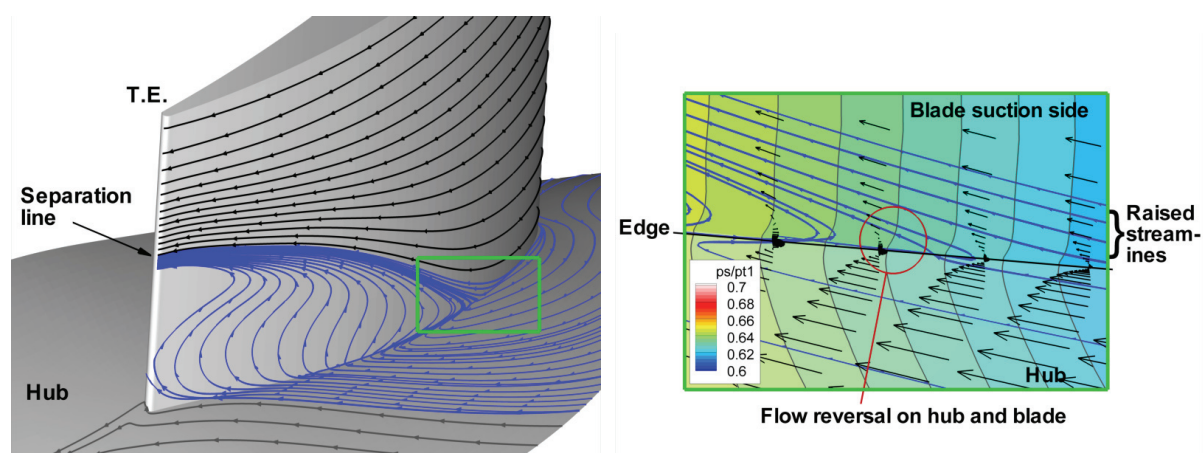 T.E.
Separation
line
Hub
Blade suction side
Edge
Raised
stream-
ines
ps/pt1
0.7
0.68
0.66
0.64
0.62
0.6
Hub
Flow reversal on hub and blade